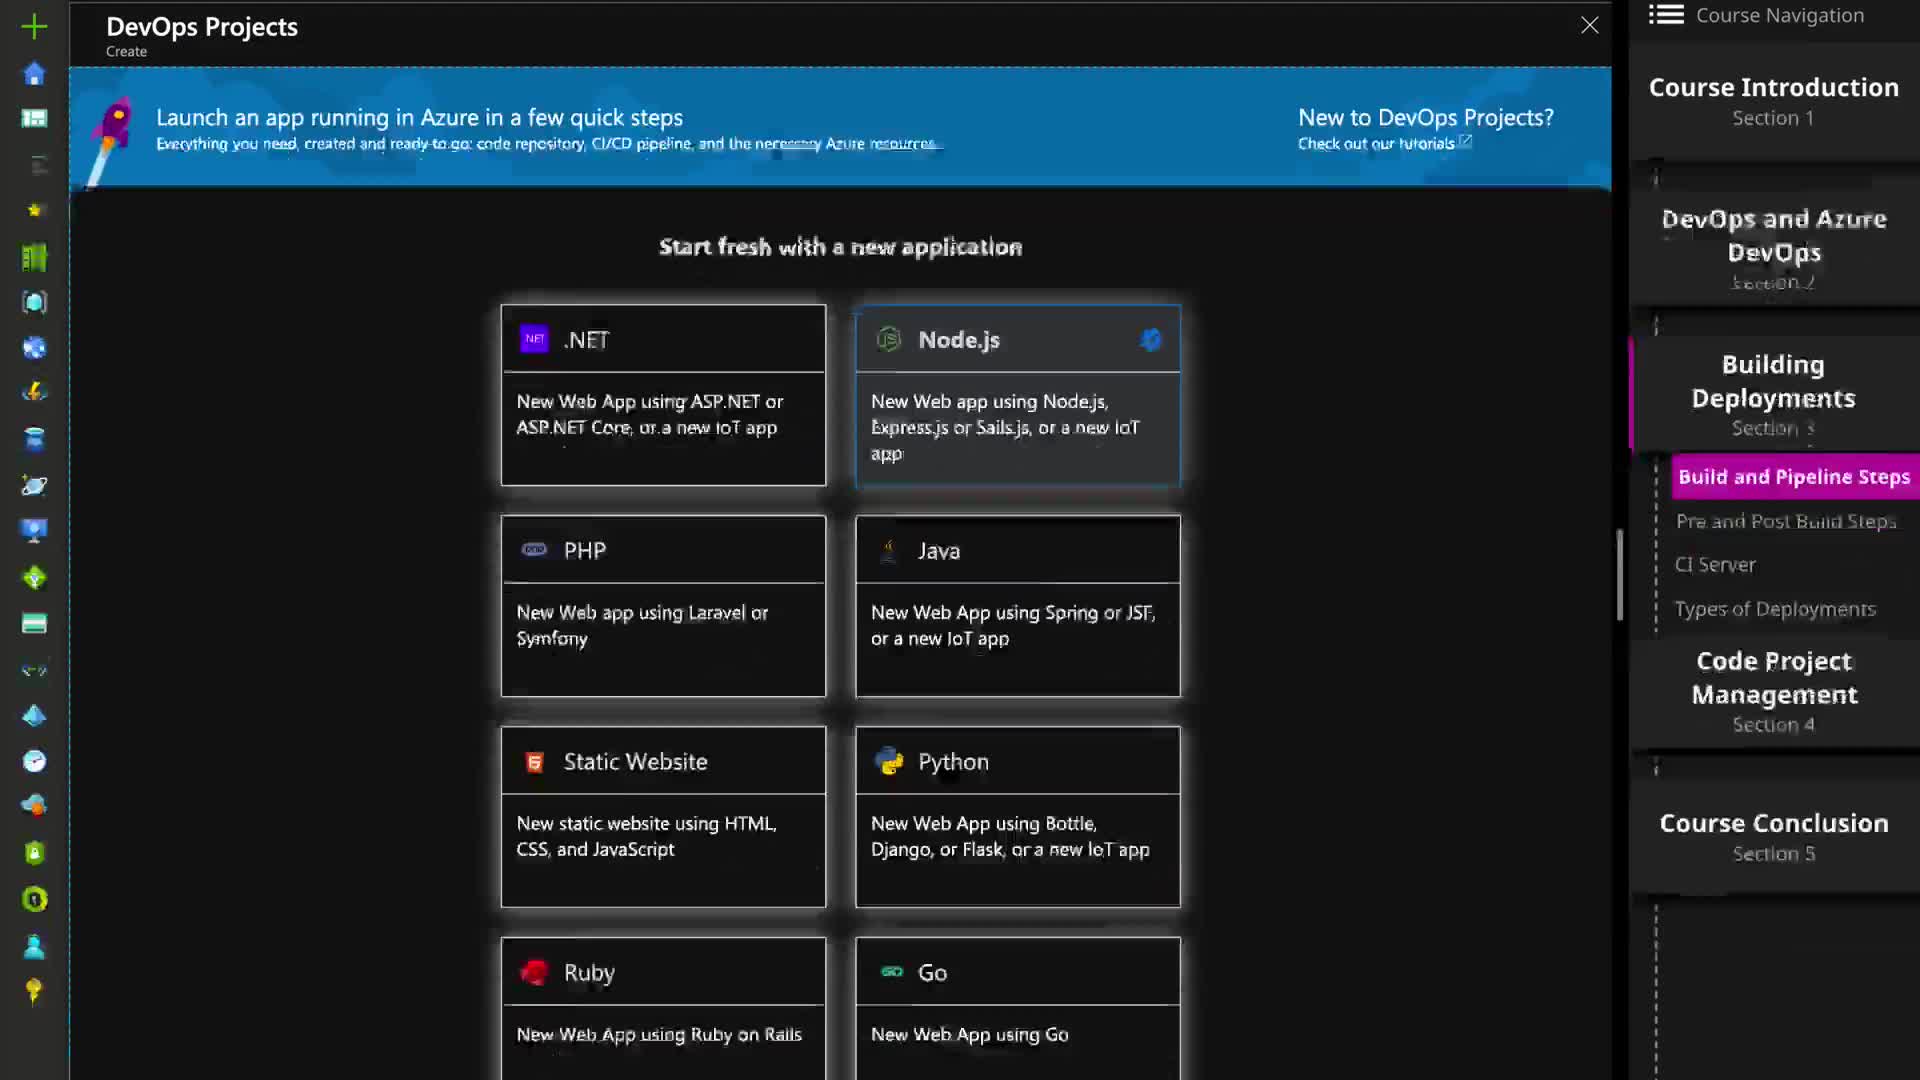 DevOps Projects
Create
Launch an app running in Azure in a few quick steps
Everything you need, created and ready-to-go: code repository, CI/CD pipeline, and the necessary Azure resources.
New to DevOps Projects?
Check out our tutorials
Start fresh with a new application
NET .NET
New Web App using ASP.NET or
ASP.NET Core, or a new IoT app
Node.js
New Web app using Node.js,
Express.js or Sails.js, or a new IoT
app
php PHP
New Web app using Laravel or
Symfony
Java
New Web App using Spring or JSF,
or a new IoT app
5 Static Website
New static website using HTML,
CSS, and JavaScript
Python
New Web App using Bottle,
Django, or Flask, or a new IoT app
Ruby
New Web App using Ruby on Rails
GO Go
New Web App using Go
Course Navigation
Course Introduction
Section 1
DevOps and Azure
DevOps
Section 2
Building
Deployments
Section 3
Build and Pipeline Steps
Pre and Post Build Steps
CI Server
Types of Deployments
Code Project
Management
Section 4
Course Conclusion
Section 5